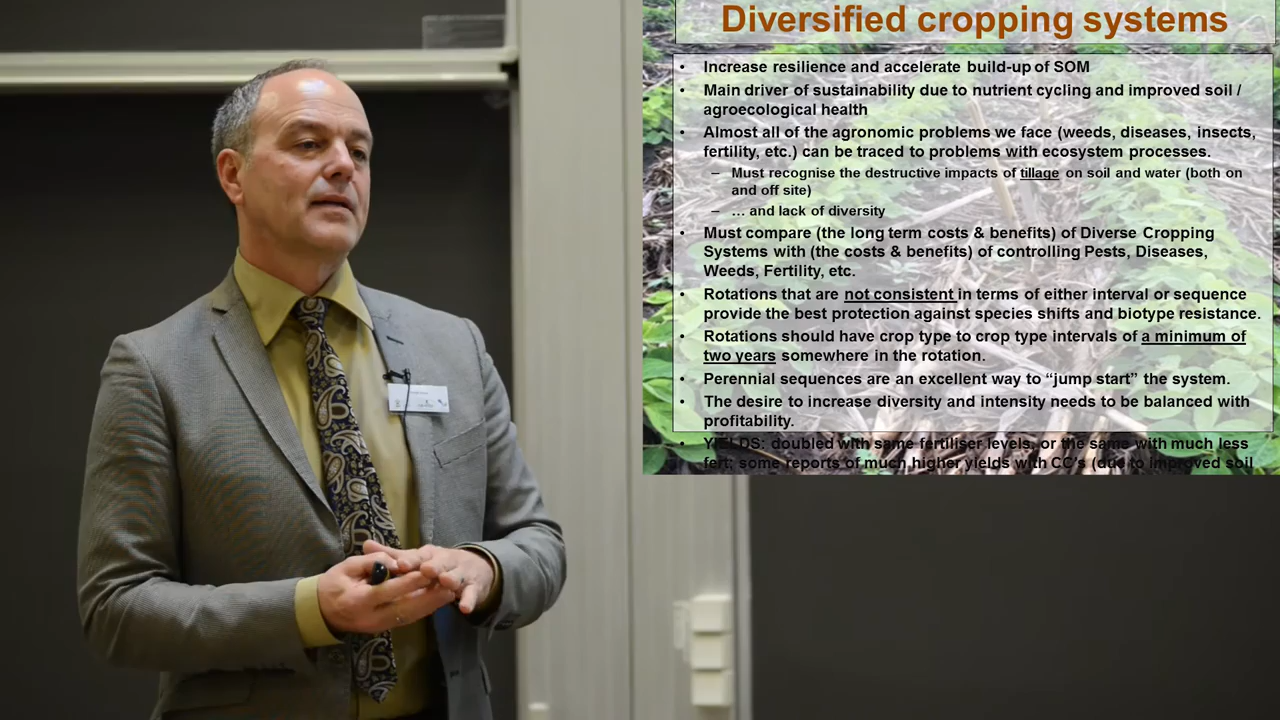 Diversified cropping systems
• Increase resilience and accelerate build-up of SOM
• Main driver of sustainability due to nutrient cycling and improved soil /
agroecological health
• Almost all of the agronomic problems we face (weeds, diseases, insects,
fertility, etc.) can be traced to problems with ecosystem processes.
– Must recognise the destructive impacts of tillage on soil and water (both on
and off site)
– … and lack of diversity
• Must compare (the long term costs & benefits) of Diverse Cropping
Systems with (the costs & benefits) of controlling Pests, Diseases,
Weeds, Fertility, etc.
• Rotations that are not consistent in terms of either interval or sequence
provide the best protection against species shifts and biotype resistance.
• Rotations should have crop type to crop type intervals of a minimum of
two years somewhere in the rotation.
• Perennial sequences are an excellent way to “jump start” the system.
• The desire to increase diversity and intensity needs to be balanced with
profitability.
• YIELDS: doubled with same fertiliser levels, or the same with much less
fert; some reports of much higher yields with CC's (due to improved soil